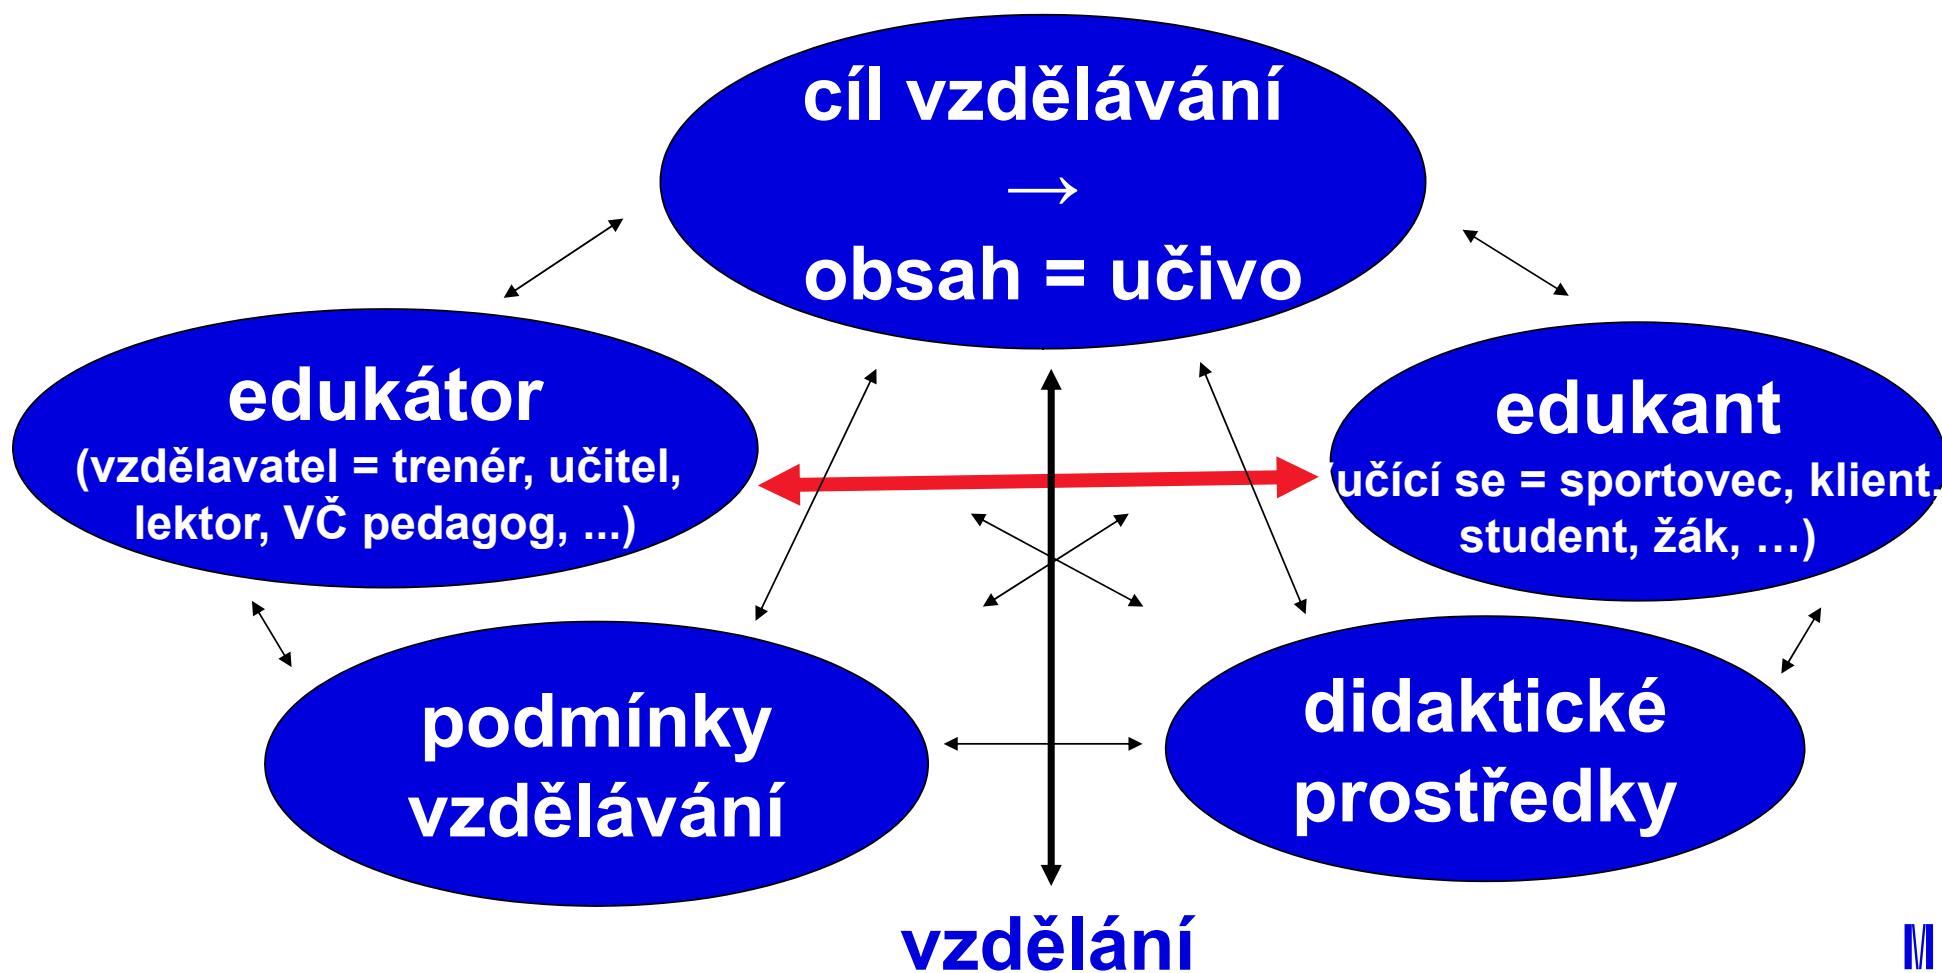 cíl vzdělávání
→
obsah = učivo
edukátor
(vzdělavatel = trenér, učitel,
lektor, VČ pedagog, ...)
edukant
(učící se = sportovec, klient,
student, žák, …)
podmínky
vzdělávání
didaktické
prostředky
vzdělání
M